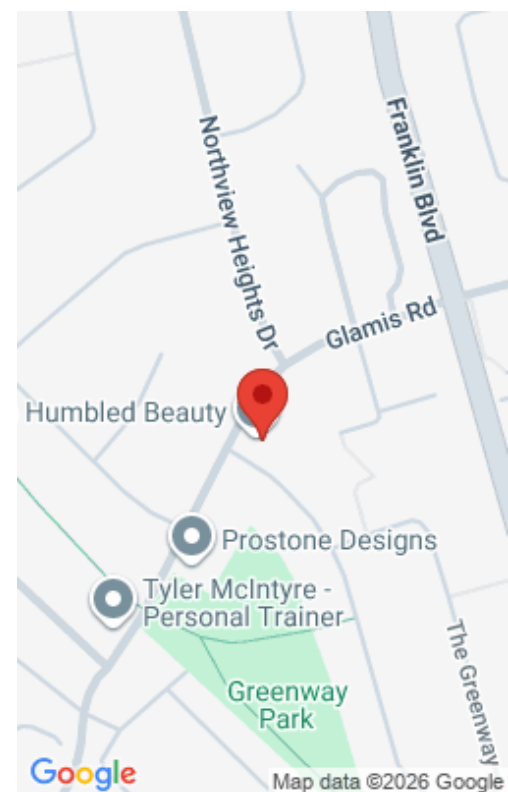 Northview Heights Dr
Franklin Blvd
Glamis Rd
Humbled Beauty
Prostone Designs
Tyler McIntyre -
Personal Trainer
Greenway
Park
The Greenway
Google
Map data ©2026 Google